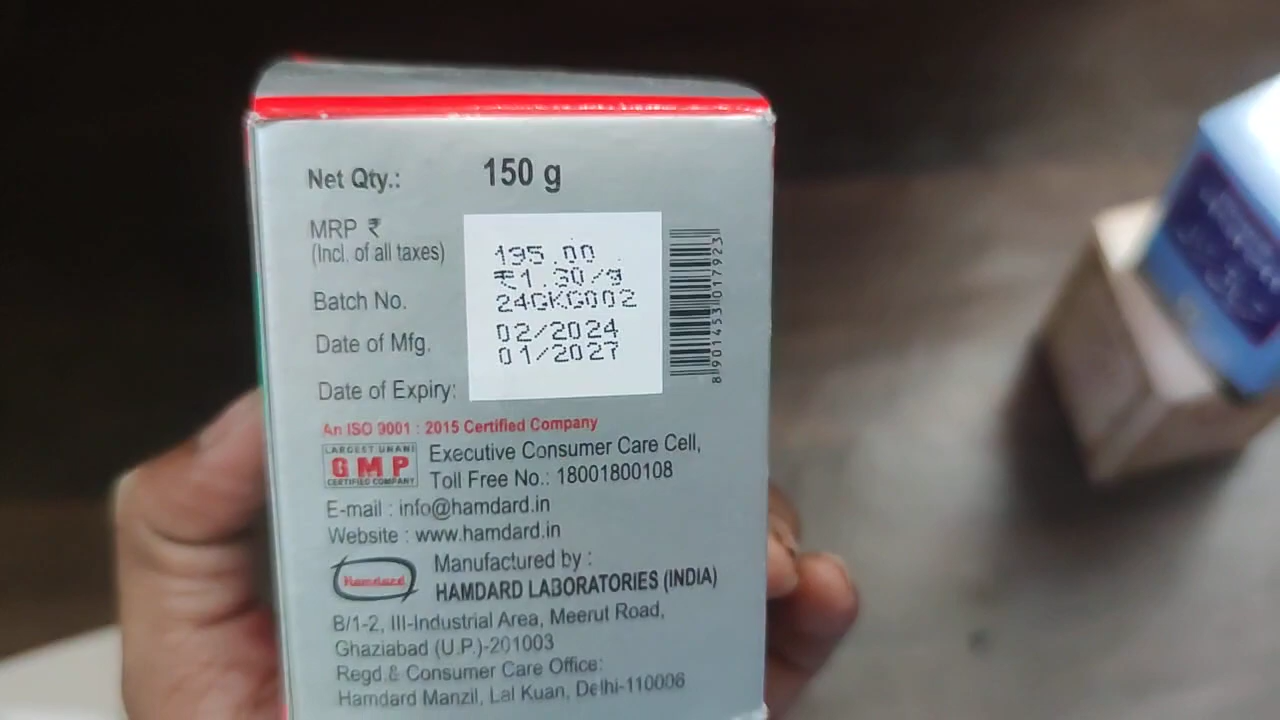 Net Qty.: 150 g
MRP ₹ 195.00
(Incl. of all taxes) ₹1.30/g
Batch No. 24GKG002
Date of Mfg. 02/2024
Date of Expiry: 01/2027
8901453017923
An ISO 9001 : 2015 Certified Company
LARGEST UNANI
GMP
CERTIFIED COMPANY
Executive Consumer Care Cell,
Toll Free No.: 18001800108
E-mail : info@hamdard.in
Website : www.hamdard.in
Hamdard
Manufactured by :
HAMDARD LABORATORIES (INDIA)
B/1-2, III-Industrial Area, Meerut Road,
Ghaziabad (U.P.)-201003
Regd.& Consumer Care Office:
Hamdard Manzil, Lal Kuan, Delhi-110006